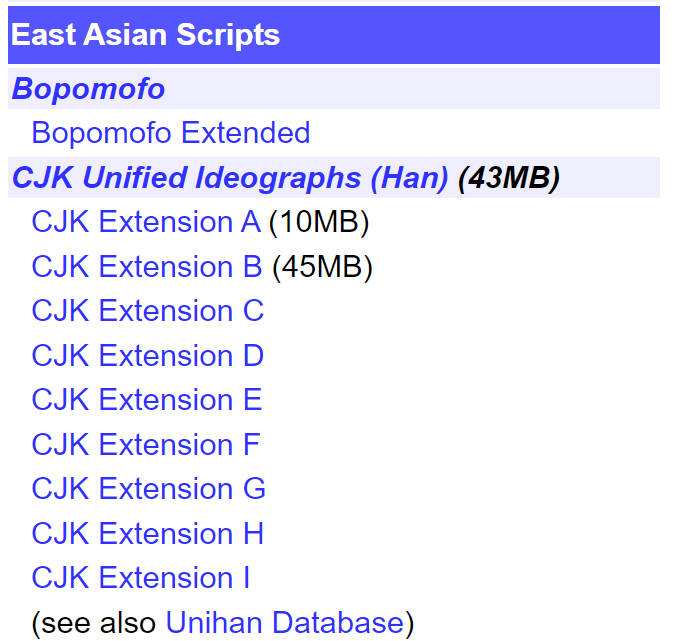 East Asian Scripts
Bopomofo
Bopomofo Extended
CJK Unified Ideographs (Han) (43MB)
CJK Extension A (10MB)
CJK Extension B (45MB)
CJK Extension C
CJK Extension D
CJK Extension E
CJK Extension F
CJK Extension G
CJK Extension H
CJK Extension I
(see also Unihan Database)